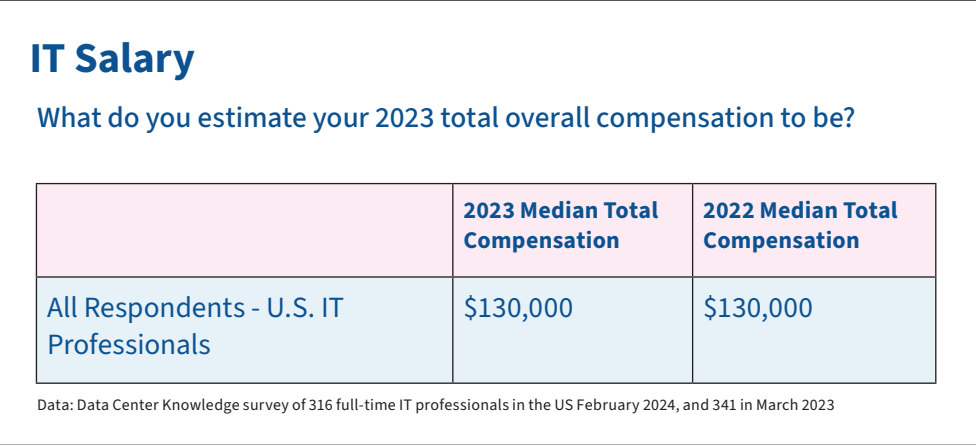 IT Salary
What do you estimate your 2023 total overall compensation to be?
2023 Median Total
Compensation
2022 Median Total
Compensation
All Respondents - U.S. IT
Professionals
$130,000
$130,000
Data: Data Center Knowledge survey of 316 full-time IT professionals in the US February 2024, and 341 in March 2023